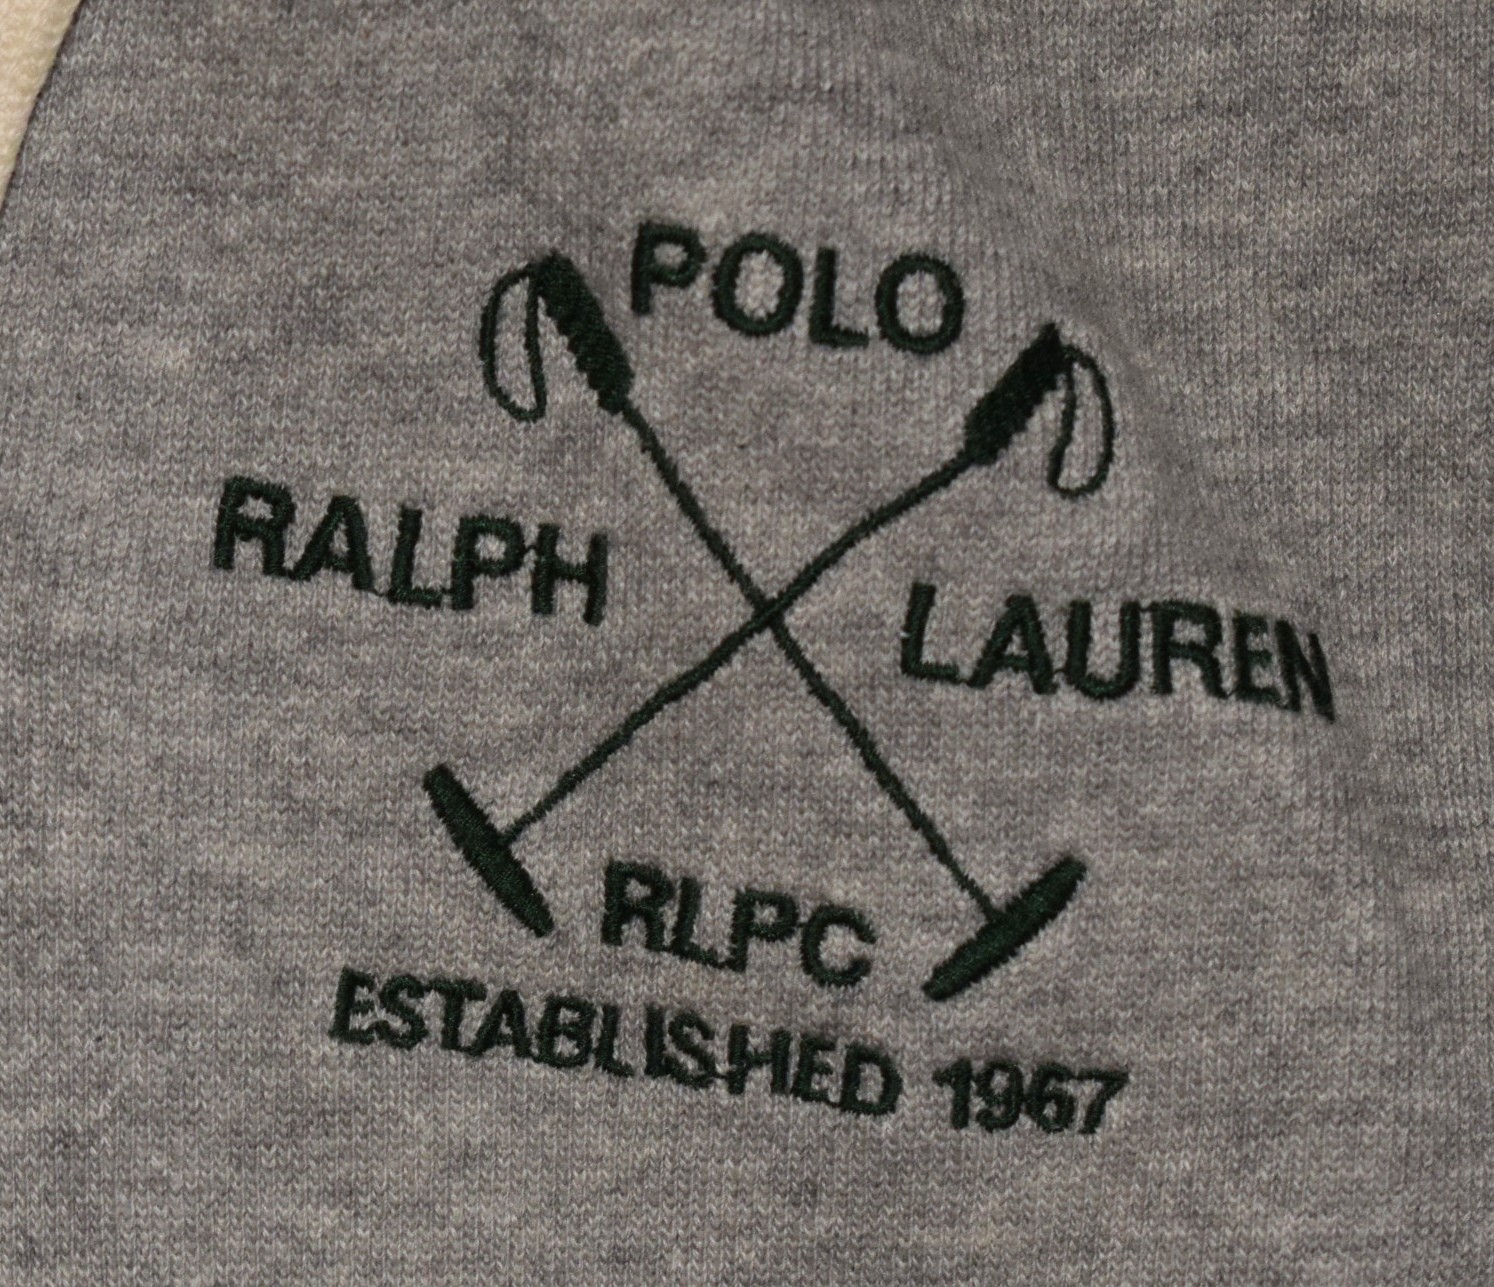 POLO
RALPH LAUREN
RLPC
ESTABLISHED 1967